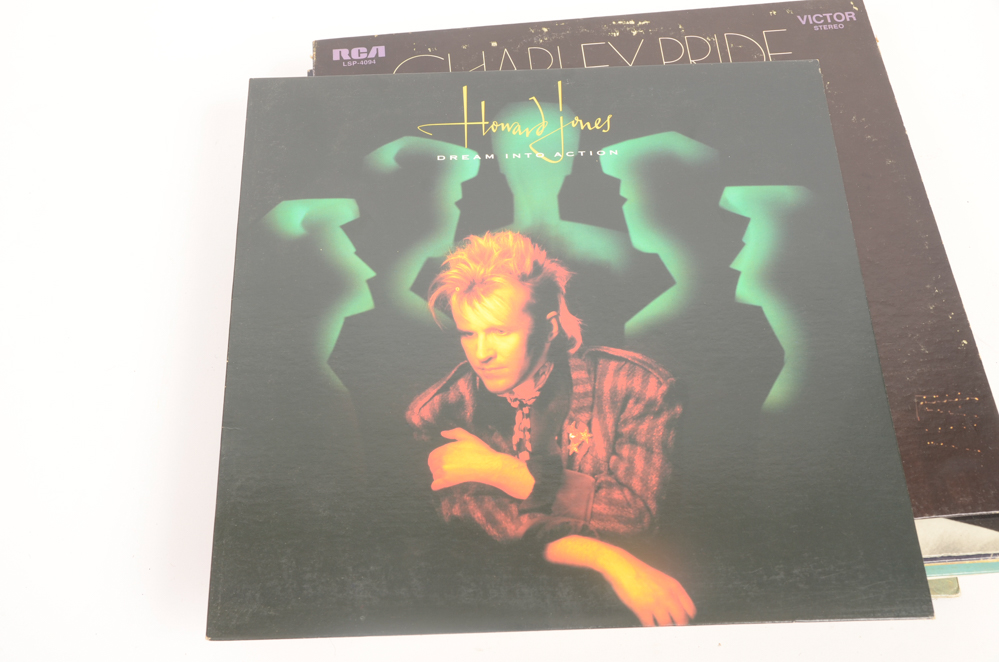 RCA
LSP-4094
VICTOR
STEREO
CHARLEY PRIDE
Howard Jones
DREAM INTO ACTION